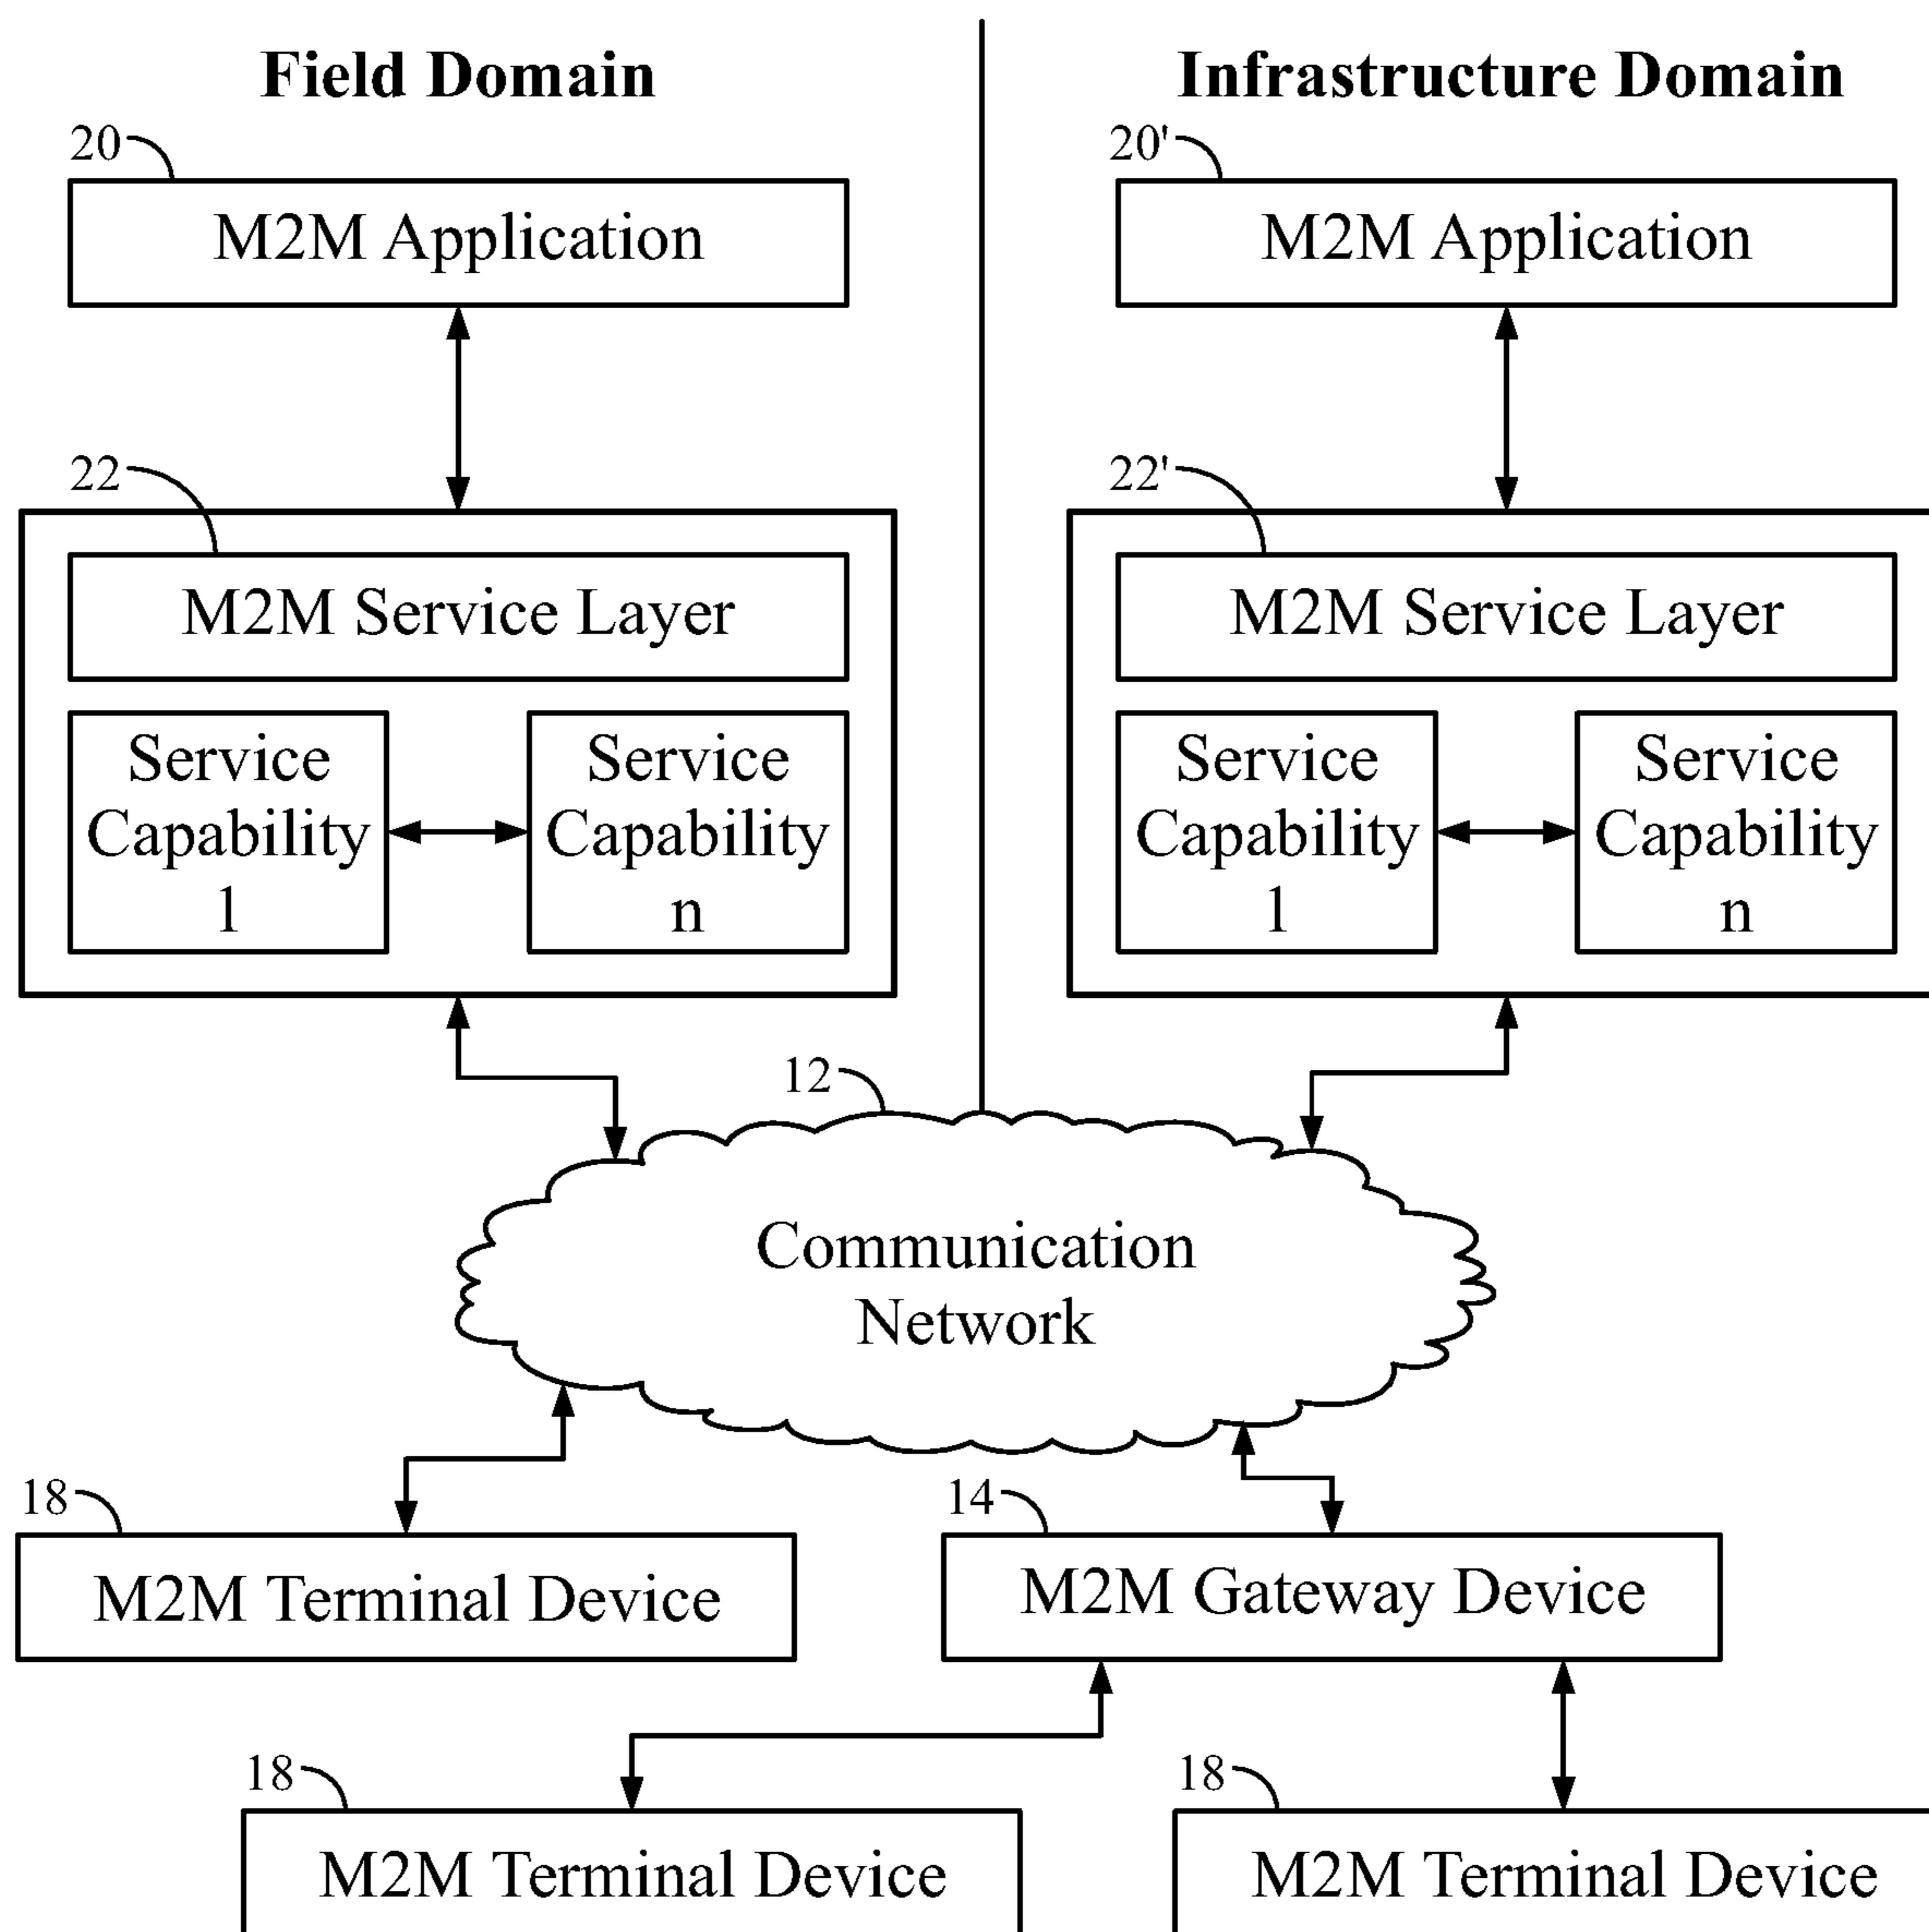 Field Domain
Infrastructure Domain
20
20'
M2M Application
M2M Application
22
22'
M2M Service Layer
M2M Service Layer
Service
Capability
1
Service
Capability
n
Service
Capability
1
Service
Capability
n
12
Communication
Network
18
14
M2M Terminal Device
M2M Gateway Device
18
18
M2M Terminal Device
M2M Terminal Device